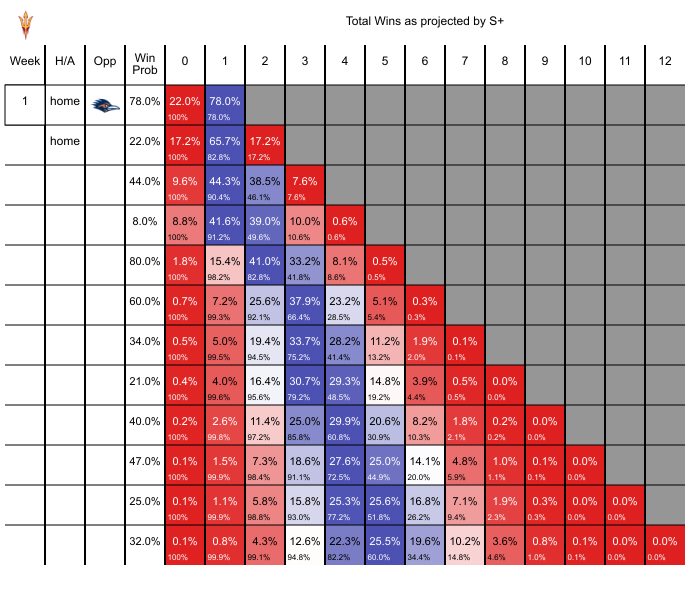 Total Wins as projected by S+
Week H/A Opp Win Prob 0 1 2 3 4 5 6 7 8 9 10 11 12
1 home 78.0% 22.0% 78.0%
100% 78.0%
home 22.0% 17.2% 65.7% 17.2%
100% 82.8% 17.2%
44.0% 9.6% 44.3% 38.5% 7.6%
100% 90.4% 46.1% 7.6%
8.0% 8.8% 41.6% 39.0% 10.0% 0.6%
100% 91.2% 49.6% 10.6% 0.6%
80.0% 1.8% 15.4% 41.0% 33.2% 8.1% 0.5%
100% 98.2% 82.8% 41.8% 8.6% 0.5%
60.0% 0.7% 7.2% 25.6% 37.9% 23.2% 5.1% 0.3%
100% 99.3% 92.1% 66.4% 28.5% 5.4% 0.3%
34.0% 0.5% 5.0% 19.4% 33.7% 28.2% 11.2% 1.9% 0.1%
100% 99.5% 94.5% 75.2% 41.4% 13.2% 2.0% 0.1%
21.0% 0.4% 4.0% 16.4% 30.7% 29.3% 14.8% 3.9% 0.5% 0.0%
100% 99.6% 95.6% 79.2% 48.5% 19.2% 4.4% 0.5% 0.0%
40.0% 0.2% 2.6% 11.4% 25.0% 29.9% 20.6% 8.2% 1.8% 0.2% 0.0%
100% 99.8% 97.2% 85.8% 60.8% 30.9% 10.3% 2.1% 0.2% 0.0%
47.0% 0.1% 1.5% 7.3% 18.6% 27.6% 25.0% 14.1% 4.8% 1.0% 0.1% 0.0%
100% 99.9% 98.4% 91.1% 72.5% 44.9% 20.0% 5.9% 1.1% 0.1% 0.0%
25.0% 0.1% 1.1% 5.8% 15.8% 25.3% 25.6% 16.8% 7.1% 1.9% 0.3% 0.0% 0.0%
100% 99.9% 98.8% 93.0% 77.2% 51.8% 26.2% 9.4% 2.3% 0.3% 0.0% 0.0%
32.0% 0.1% 0.8% 4.3% 12.6% 22.3% 25.5% 19.6% 10.2% 3.6% 0.8% 0.1% 0.0% 0.0%
100% 99.9% 99.1% 94.8% 82.2% 60.0% 34.4% 14.8% 4.6% 1.0% 0.1% 0.0% 0.0%